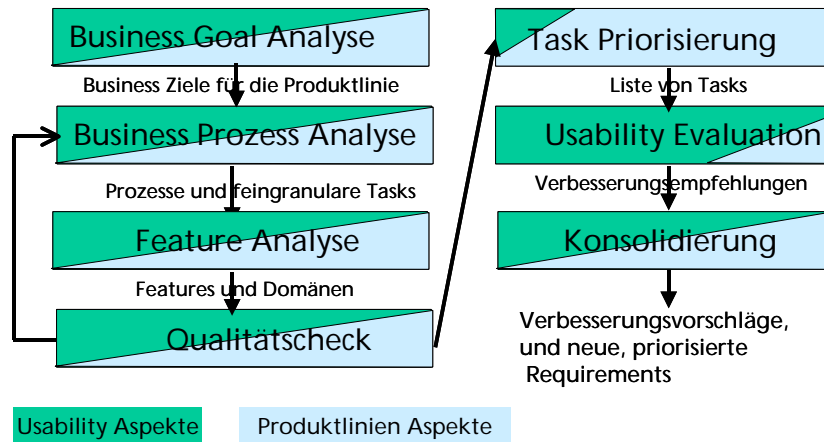 Business Goal Analyse
Business Ziele für die Produktlinie
Business Prozess Analyse
Prozesse und feingranulare Tasks
Feature Analyse
Features und Domänen
Qualitätscheck
Task Priorisierung
Liste von Tasks
Usability Evaluation
Verbesserungsempfehlungen
Konsolidierung
Verbesserungsvorschläge,
und neue, priorisierte
Requirements
Usability Aspekte
Produktlinien Aspekte